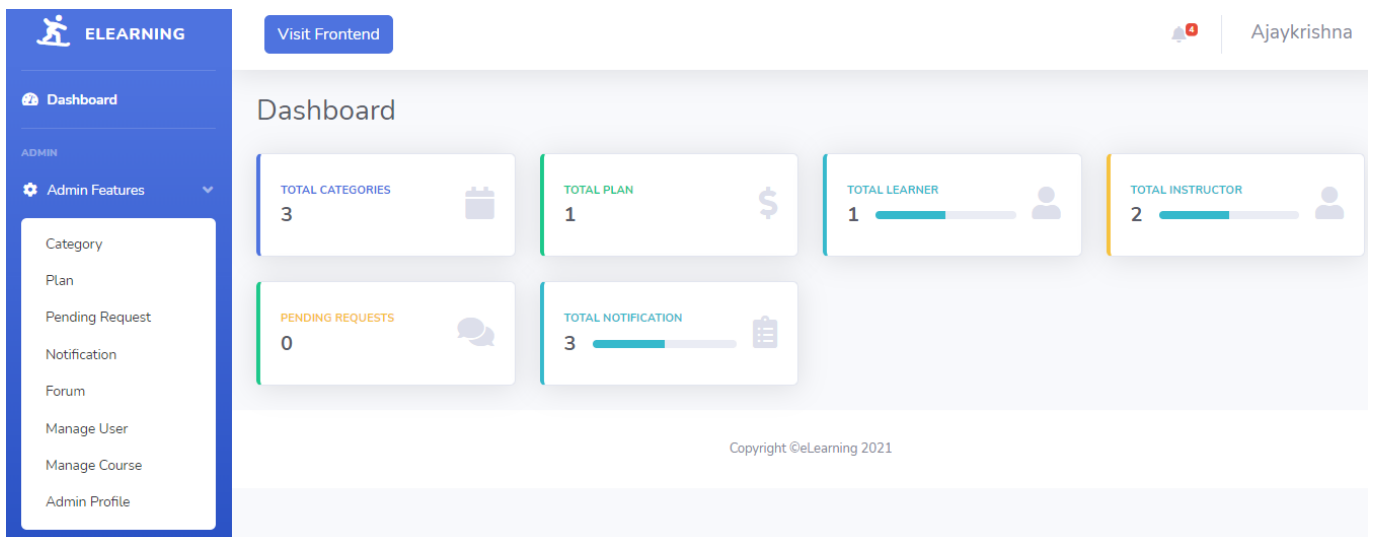 ELEARNING
Visit Frontend
4
Ajaykrishna
Dashboard
ADMIN
Admin Features
Category
Plan
Pending Request
Notification
Forum
Manage User
Manage Course
Admin Profile
Dashboard
TOTAL CATEGORIES
3
TOTAL PLAN
1
TOTAL LEARNER
1
TOTAL INSTRUCTOR
2
PENDING REQUESTS
0
TOTAL NOTIFICATION
3
Copyright ©eLearning 2021